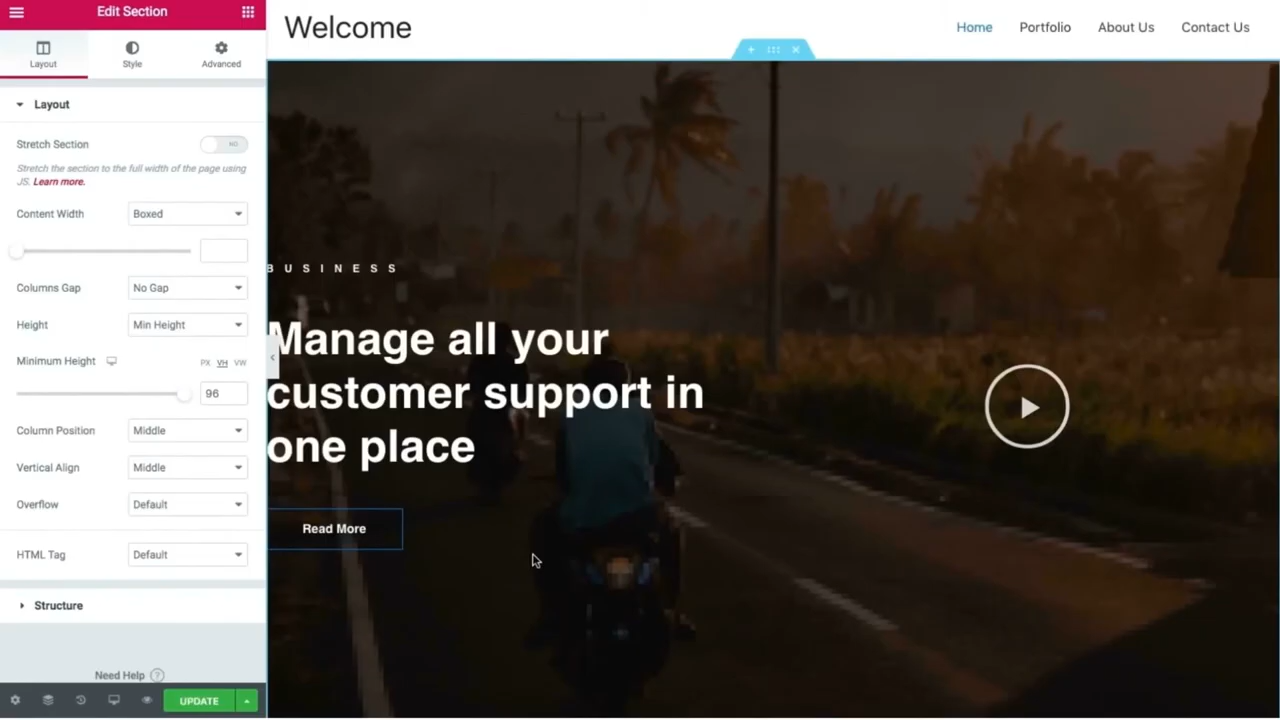 Edit Section
Layout
Style
Advanced
Layout
Stretch Section
NO
Stretch the section to the full width of the page using
JS. Learn more.
Content Width
Boxed
Columns Gap
No Gap
Height
Min Height
Minimum Height
PX VH VW
96
Column Position
Middle
Vertical Align
Middle
Overflow
Default
HTML Tag
Default
Structure
Need Help ?
UPDATE
Welcome
Home
Portfolio
About Us
Contact Us
BUSINESS
Manage all your
customer support in
one place
Read More